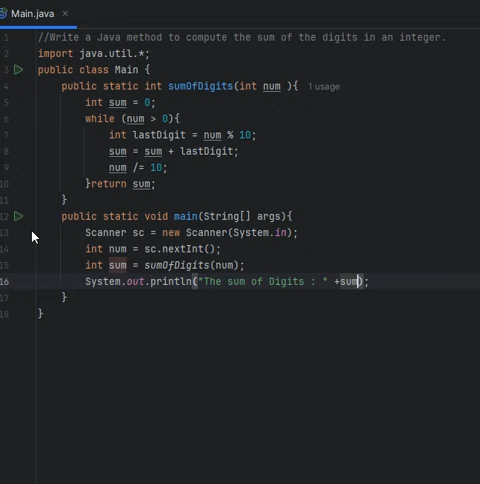 Main.java ×
1 //Write a Java method to compute the sum of the digits in an integer.
2 import java.util.*;
3 public class Main {
4 public static int sumOfDigits(int num ){ 1 usage
5 int sum = 0;
6 while (num > 0){
7 int lastDigit = num % 10;
8 sum = sum + lastDigit;
9 num /= 10;
10 }return sum;
11 }
12 public static void main(String[] args){
13 Scanner sc = new Scanner(System.in);
14 int num = sc.nextInt();
15 int sum = sumOfDigits(num);
16 System.out.println("The sum of Digits : " +sum);
17 }
18 }